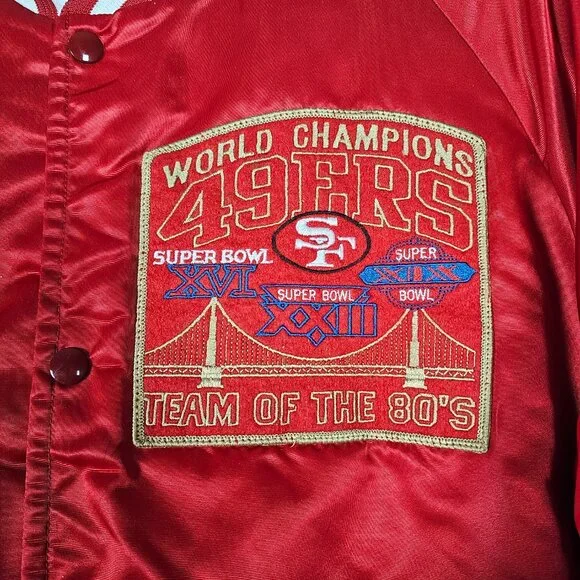 WORLD CHAMPIONS
49ERS
SF
SUPER BOWL
XVI
SUPER
XIX
BOWL
SUPER BOWL
XXIII
TEAM OF THE 80'S